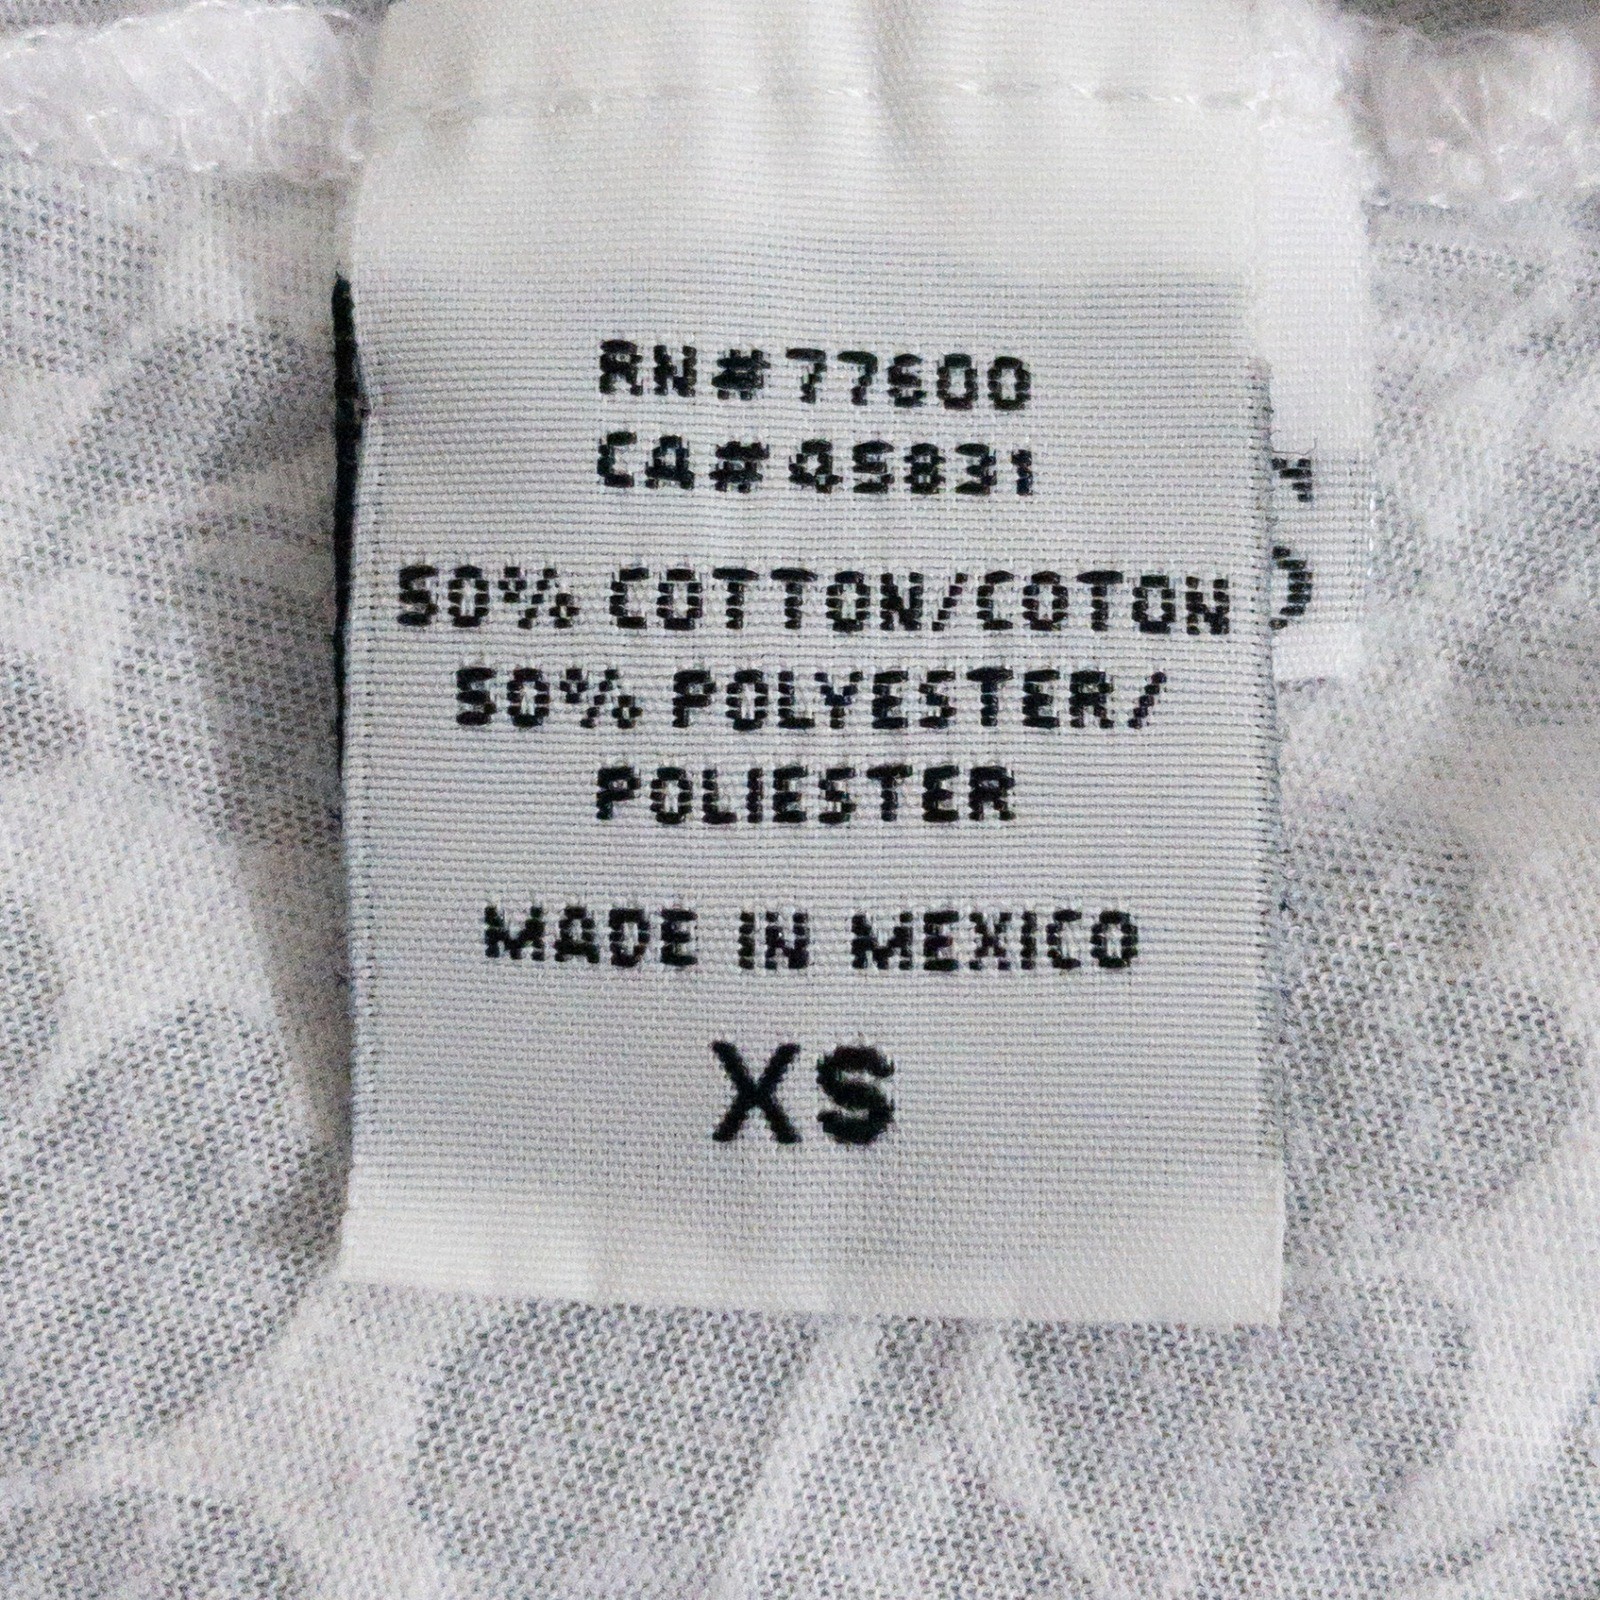 RN# 77600
CA# 45831
50% COTTON/COTON
50% POLYESTER/
POLIESTER
MADE IN MEXICO
XS